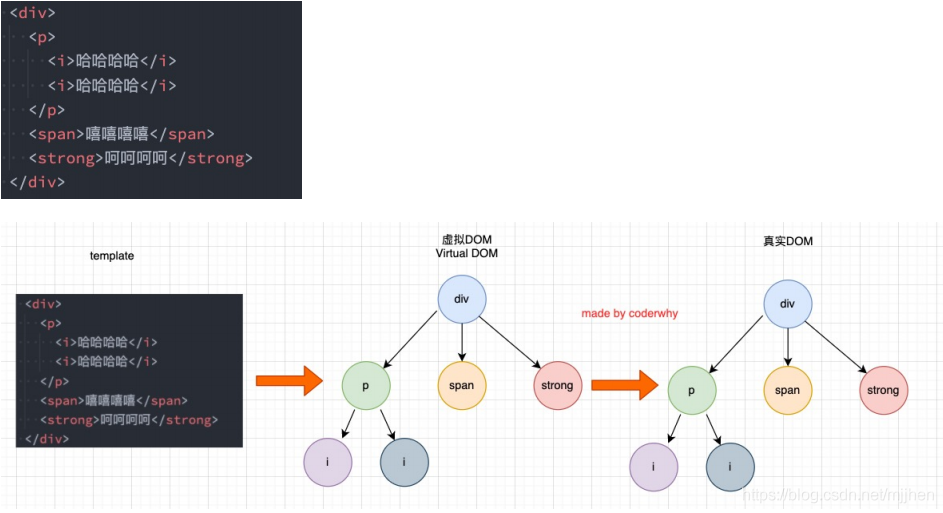 <div>
<p>
<i>哈哈哈哈</i>
<i>哈哈哈哈</i>
</p>
<span>嘻嘻嘻嘻</span>
<strong>呵呵呵呵</strong>
</div>
template
虚拟DOM
Virtual DOM
真实DOM
<div>
<p>
<i>哈哈哈哈</i>
<i>哈哈哈哈</i>
</p>
<span>嘻嘻嘻嘻</span>
<strong>呵呵呵呵</strong>
</div>
div
p
span
strong
i
i
made by coderwhy
div
p
span
strong
i
i
https://blog.csdn.net/mjjhen